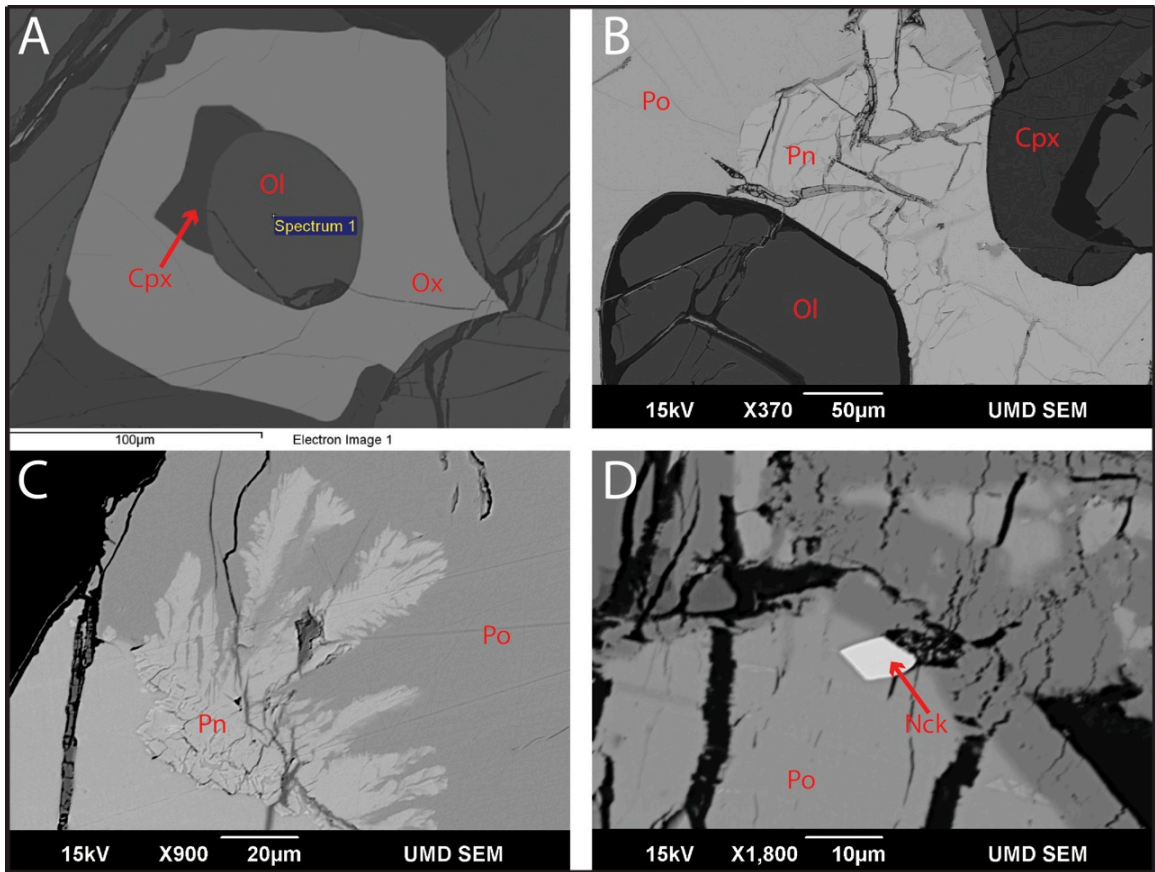 A
Ol
Spectrum 1
Cpx
Ox
100µm Electron Image 1
B
Po
Cpx
Pn
Ol
15kV X370 50µm UMD SEM
C
Po
Pn
15kV X900 20µm UMD SEM
D
Nck
Po
15kV X1,800 10µm UMD SEM